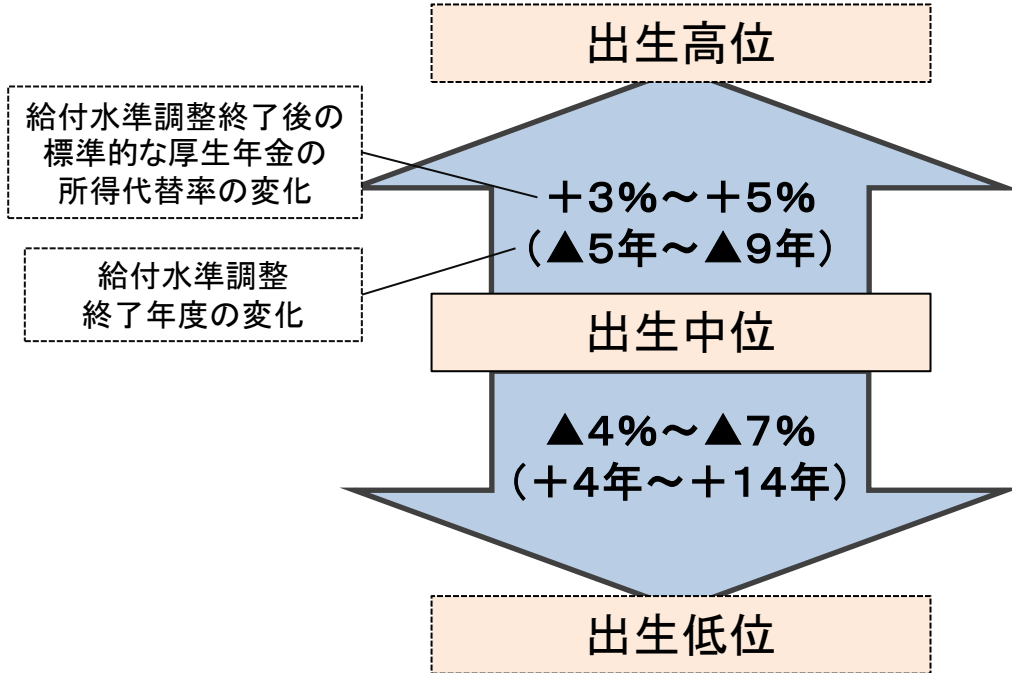 出生高位
給付水準調整終了後の
標準的な厚生年金の
所得代替率の変化
＋3%～＋5%
（▲5年～▲9年）
給付水準調整
終了年度の変化
出生中位
▲4%～▲7%
（＋4年～＋14年）
出生低位